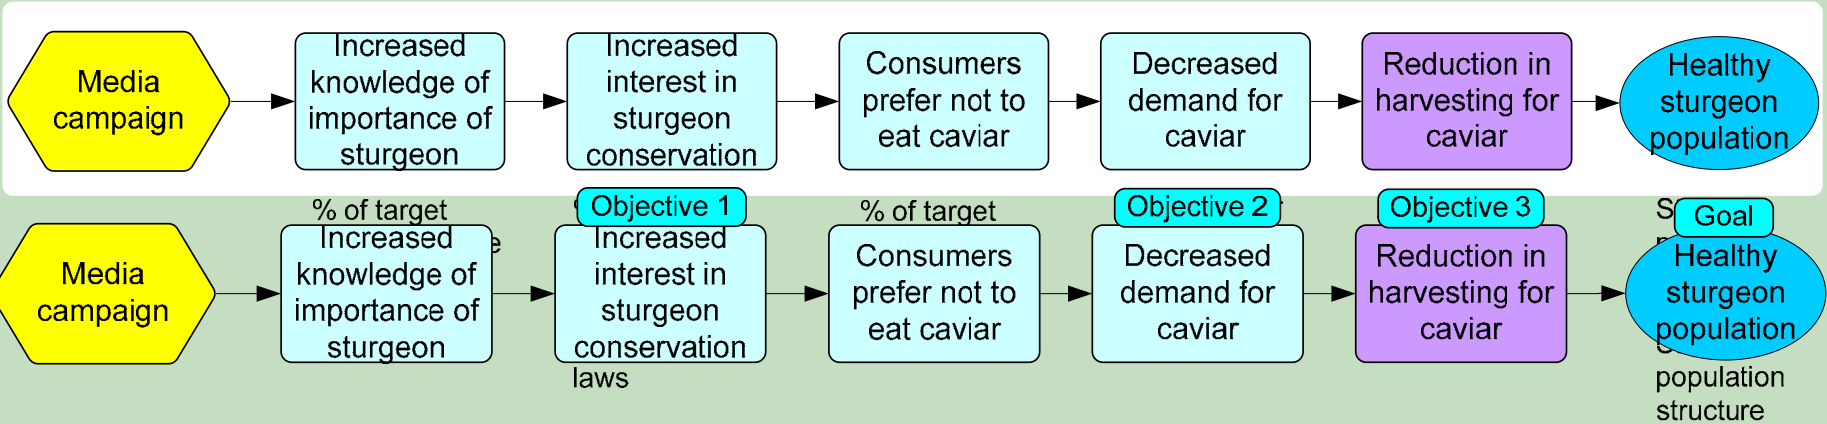 Media
campaign
Increased
knowledge of
importance of
sturgeon
Increased
interest in
sturgeon
conservation
Consumers
prefer not to
eat caviar
Decreased
demand for
caviar
Reduction in
harvesting for
caviar
Healthy
sturgeon
population
% of target
Objective 1
% of target
Objective 2
Objective 3
Goal
Media
campaign
Increased
knowledge of
importance of
sturgeon
Increased
interest in
sturgeon
conservation
laws
Consumers
prefer not to
eat caviar
Decreased
demand for
caviar
Reduction in
harvesting for
caviar
Healthy
sturgeon
population
population
structure